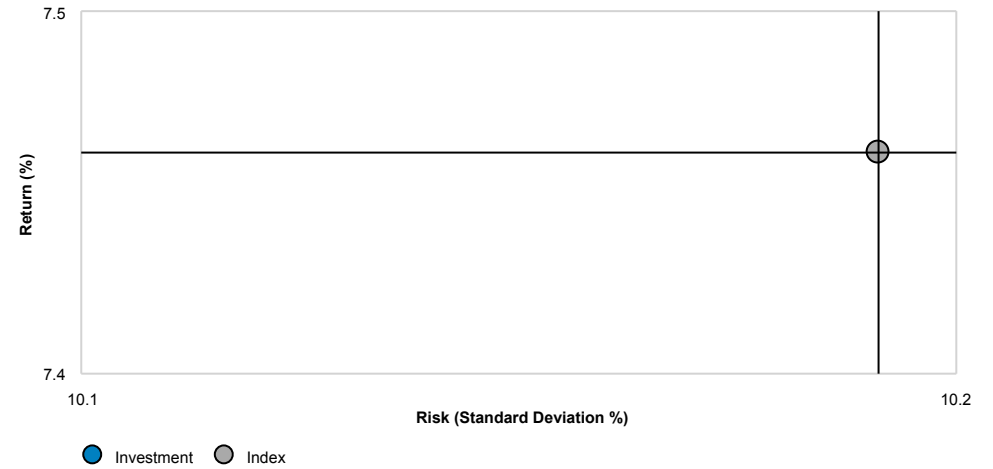 7.5
Return (%)
7.4
10.1
10.2
Risk (Standard Deviation %)
Investment
Index